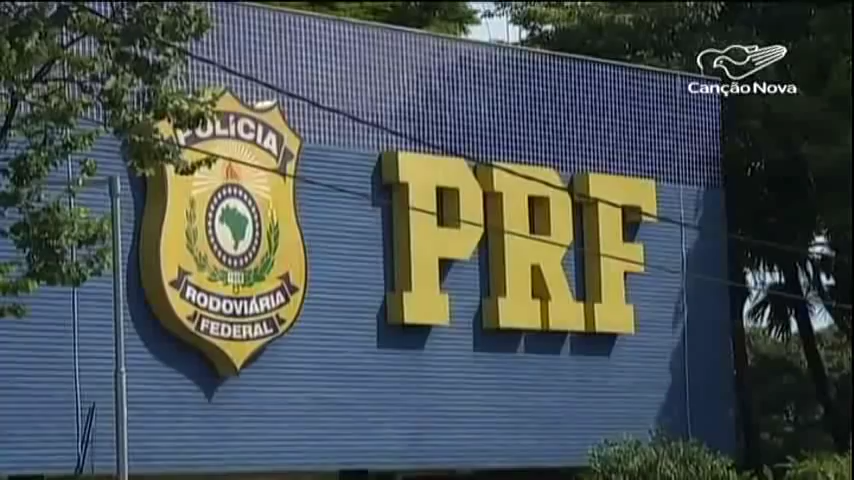 Canção Nova
POLÍCIA
PRF
RODOVIÁRIA
FEDERAL